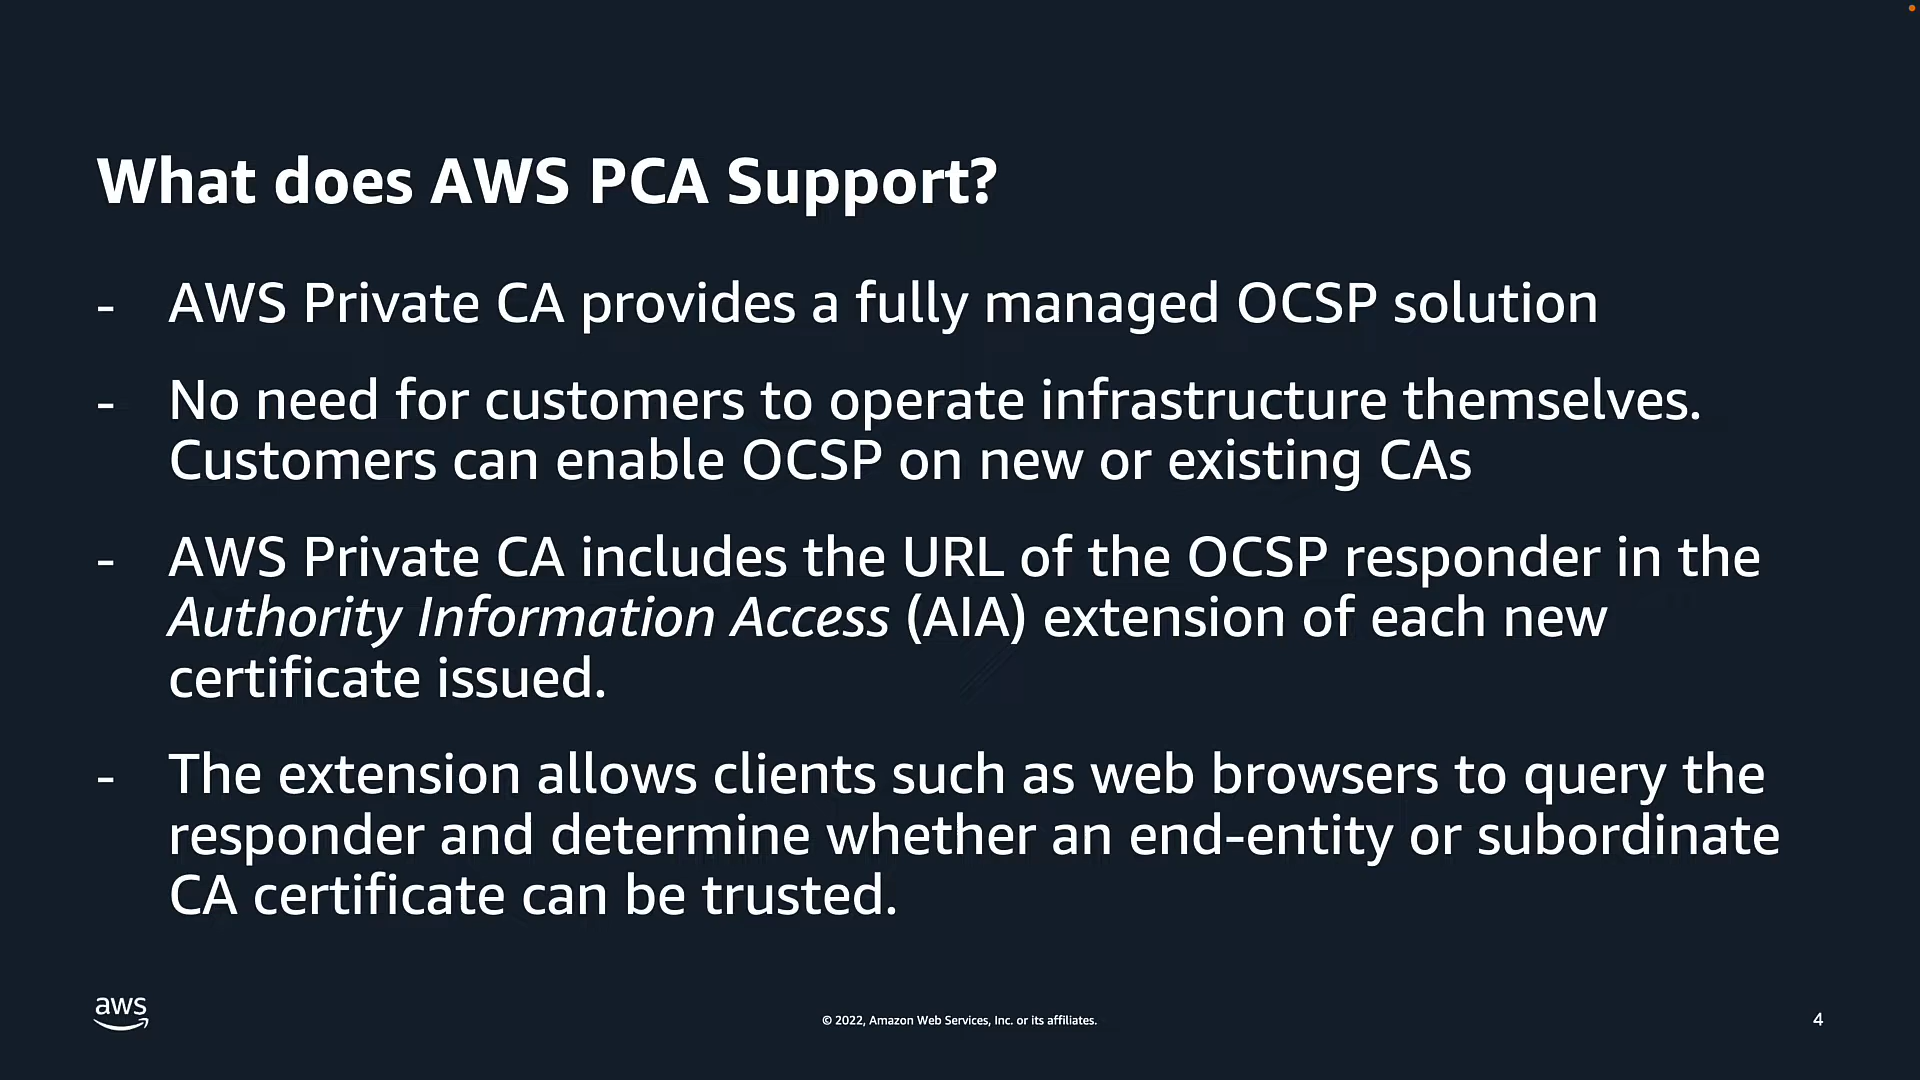 What does AWS PCA Support?
- AWS Private CA provides a fully managed OCSP solution
- No need for customers to operate infrastructure themselves.
Customers can enable OCSP on new or existing CAs
- AWS Private CA includes the URL of the OCSP responder in the
Authority Information Access (AIA) extension of each new
certificate issued.
- The extension allows clients such as web browsers to query the
responder and determine whether an end-entity or subordinate
CA certificate can be trusted.
aws
© 2022, Amazon Web Services, Inc. or its affiliates.
4